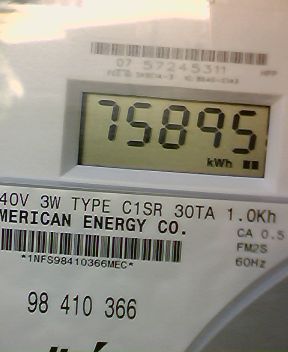 07 57245311 HPP
75895
kWh
40V 3W TYPE C1SR 30TA 1.0Kh
MERICAN ENERGY CO.
CA 0.5
FM2S
60Hz
*1NFS98410366MEC*
98 410 366